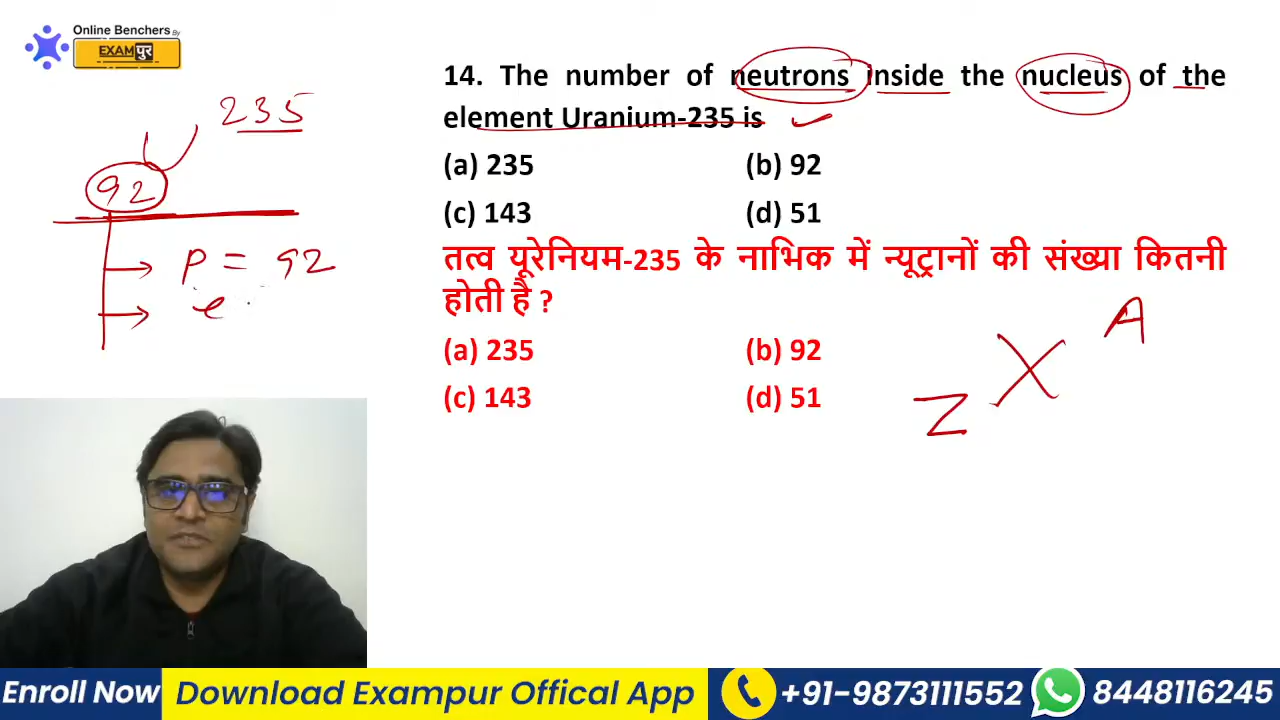 Online Benchers By
EXAMपुर
235
92
P = 92
e
14. The number of neutrons inside the nucleus of the
element Uranium-235 is
(a) 235 (b) 92
(c) 143 (d) 51
तत्व यूरेनियम-235 के नाभिक में न्यूट्रानों की संख्या कितनी
होती है ?
(a) 235 (b) 92
(c) 143 (d) 51
A
X
Z
Enroll Now Download Exampur Offical App +91-9873111552 8448116245